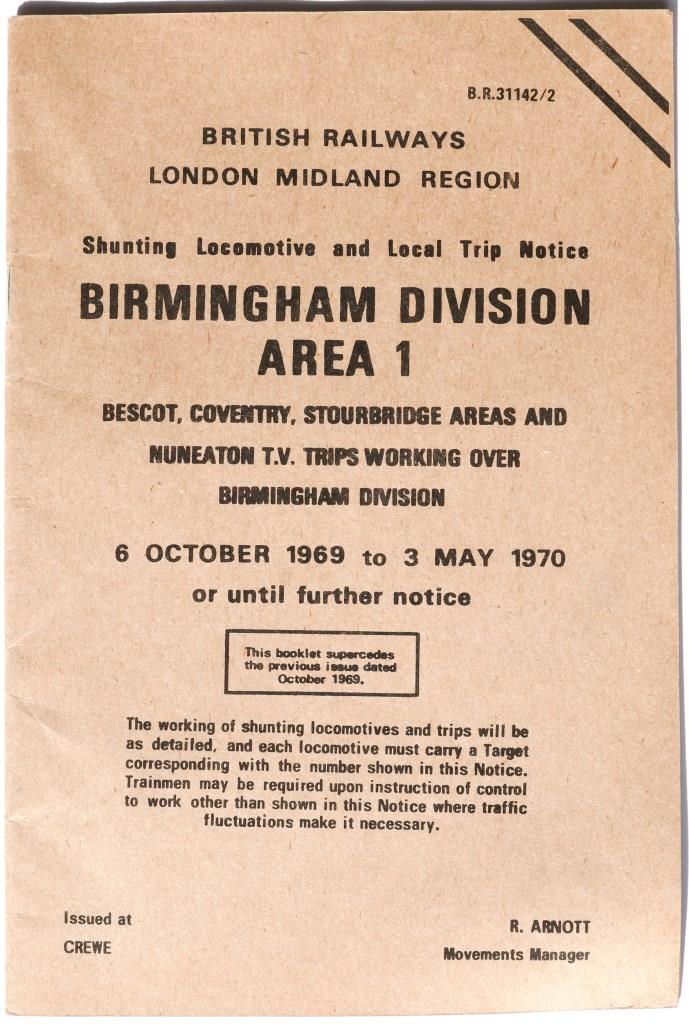 B.R.31142/2
BRITISH RAILWAYS
LONDON MIDLAND REGION
Shunting Locomotive and Local Trip Notice
BIRMINGHAM DIVISION
AREA 1
BESCOT, COVENTRY, STOURBRIDGE AREAS AND
NUNEATON T.V. TRIPS WORKING OVER
BIRMINGHAM DIVISION
6 OCTOBER 1969 to 3 MAY 1970
or until further notice
This booklet supercedes
the previous issue dated
October 1969.
The working of shunting locomotives and trips will be
as detailed, and each locomotive must carry a Target
corresponding with the number shown in this Notice.
Trainmen may be required upon instruction of control
to work other than shown in this Notice where traffic
fluctuations make it necessary.
Issued at
CREWE
R. ARNOTT
Movements Manager